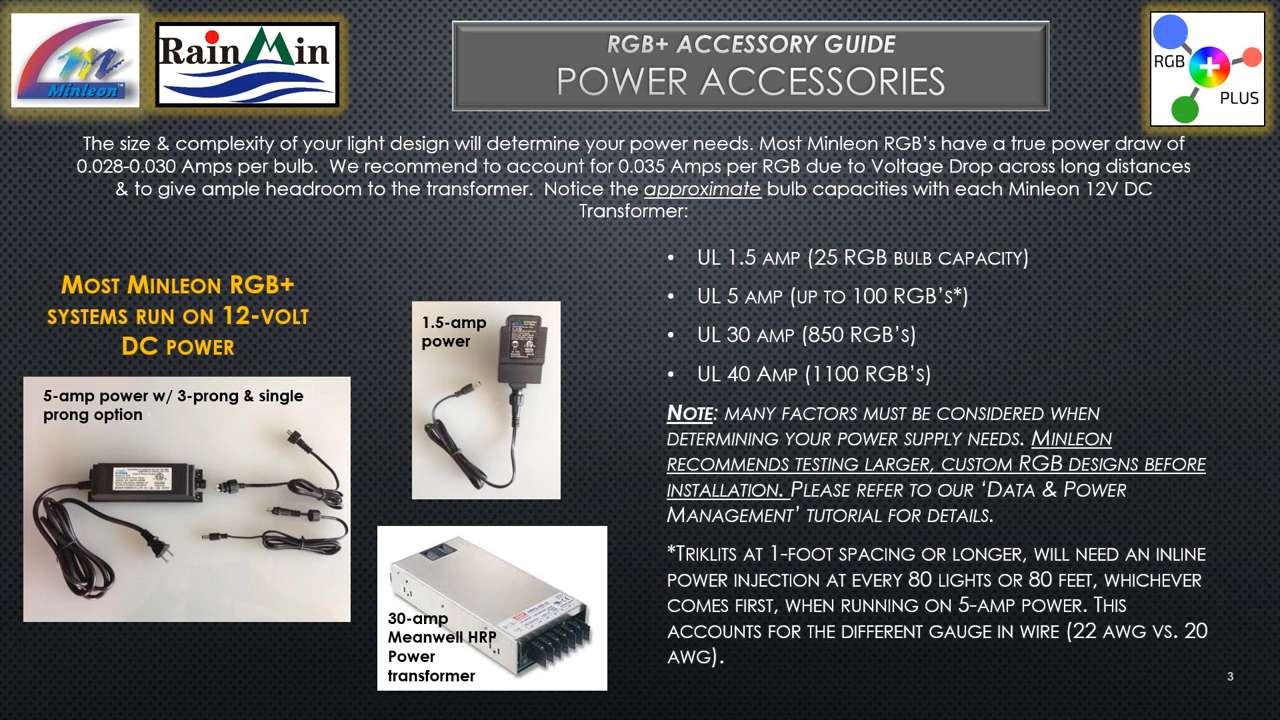 Minleon™
RainMin
RGB+ ACCESSORY GUIDE
POWER ACCESSORIES
RGB
PLUS
The size & complexity of your light design will determine your power needs. Most Minleon RGB’s have a true power draw of
0.028-0.030 Amps per bulb.  We recommend to account for 0.035 Amps per RGB due to Voltage Drop across long distances
& to give ample headroom to the transformer.  Notice the approximate bulb capacities with each Minleon 12V DC
Transformer:
MOST MINLEON RGB+
SYSTEMS RUN ON 12-VOLT
DC POWER
5-amp power w/ 3-prong & single
prong option
1.5-amp
power
30-amp
Meanwell HRP
Power
transformer
• UL 1.5 AMP (25 RGB BULB CAPACITY)
• UL 5 AMP (UP TO 100 RGB’S*)
• UL 30 AMP (850 RGB’S)
• UL 40 AMP (1100 RGB’S)
NOTE: MANY FACTORS MUST BE CONSIDERED WHEN
DETERMINING YOUR POWER SUPPLY NEEDS. MINLEON
RECOMMENDS TESTING LARGER, CUSTOM RGB DESIGNS BEFORE
INSTALLATION. PLEASE REFER TO OUR ‘DATA & POWER
MANAGEMENT’ TUTORIAL FOR DETAILS.
*TRIKLITS AT 1-FOOT SPACING OR LONGER, WILL NEED AN INLINE
POWER INJECTION AT EVERY 80 LIGHTS OR 80 FEET, WHICHEVER
COMES FIRST, WHEN RUNNING ON 5-AMP POWER. THIS
ACCOUNTS FOR THE DIFFERENT GAUGE IN WIRE (22 AWG VS. 20
AWG).
3